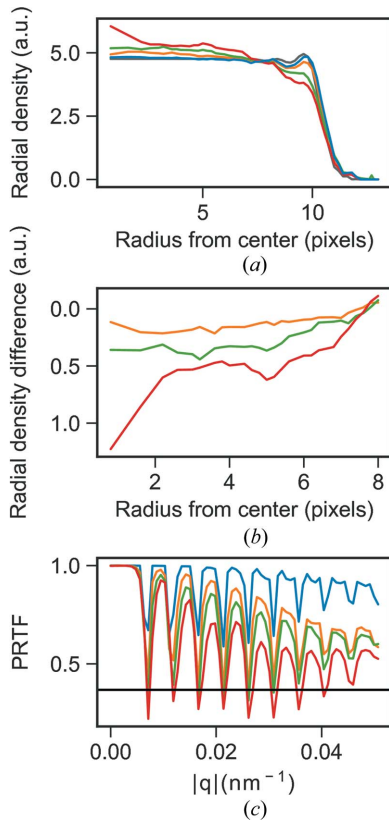 5.0
2.5
0.0
Radial density (a.u.)
5 10
Radius from center (pixels)
(a)
0.0
0.5
1.0
Radial density difference (a.u.)
2 4 6 8
Radius from center (pixels)
(b)
1.0
0.5
PRTF
0.00 0.02 0.04
|q|(nm⁻¹)
(c)